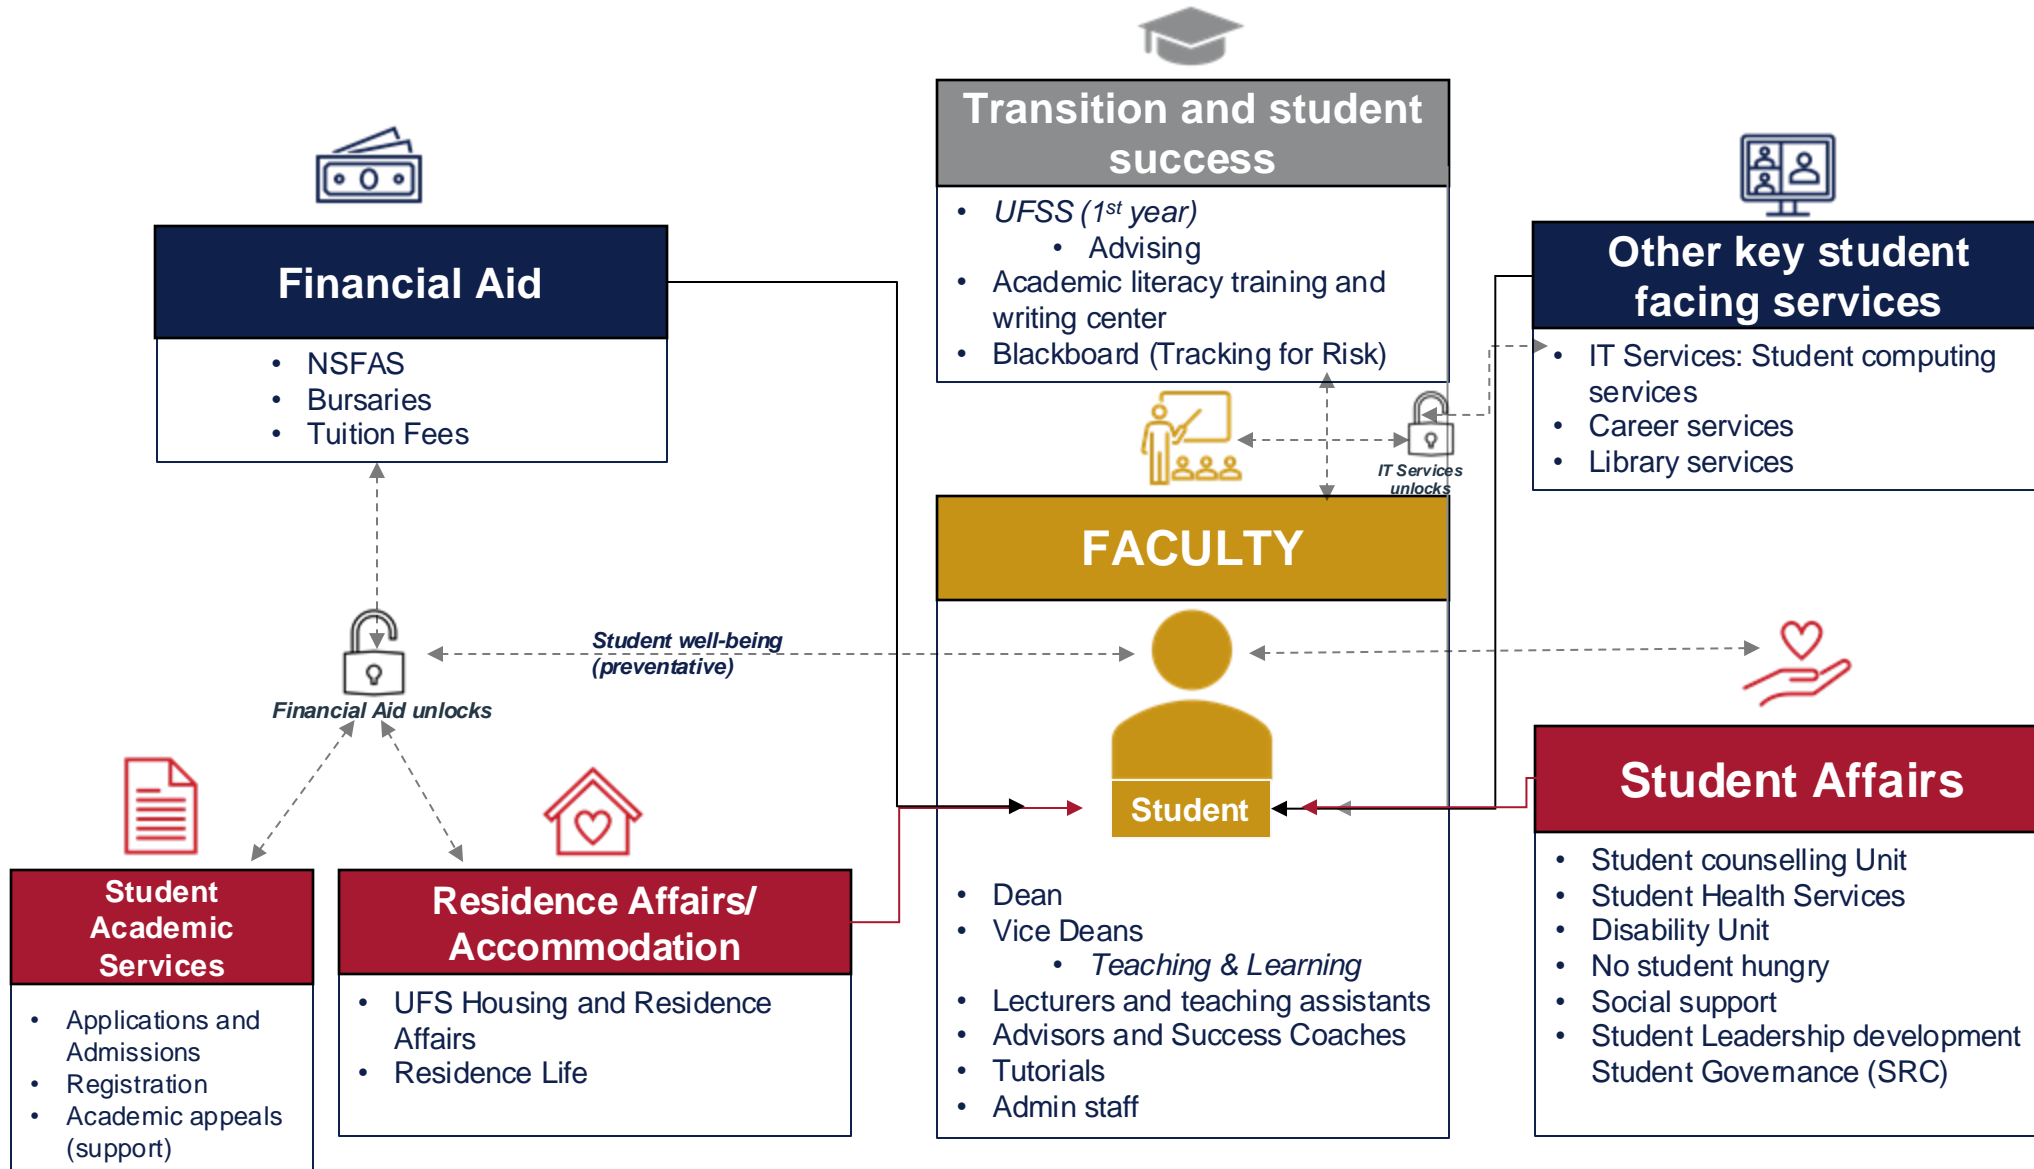 Transition and student
success
• UFSS (1st year)
• Advising
• Academic literacy training and
writing center
• Blackboard (Tracking for Risk)
Financial Aid
• NSFAS
• Bursaries
• Tuition Fees
Other key student
facing services
• IT Services: Student computing
services
• Career services
• Library services
IT Services
unlocks
FACULTY
Student well-being
(preventative)
Financial Aid unlocks
Student
• Dean
• Vice Deans
• Teaching & Learning
• Lecturers and teaching assistants
• Advisors and Success Coaches
• Tutorials
• Admin staff
Student Affairs
• Student counselling Unit
• Student Health Services
• Disability Unit
• No student hungry
• Social support
• Student Leadership development
Student Governance (SRC)
Student
Academic
Services
• Applications and
Admissions
• Registration
• Academic appeals
(support)
Residence Affairs/
Accommodation
• UFS Housing and Residence
Affairs
• Residence Life